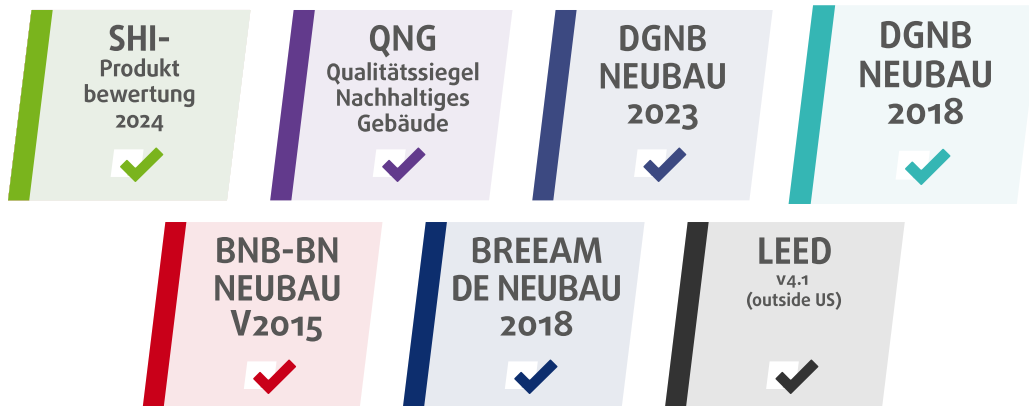 SHI-
Produkt
bewertung
2024
QNG
Qualitätssiegel
Nachhaltiges
Gebäude
DGNB
NEUBAU
2023
DGNB
NEUBAU
2018
BNB-BN
NEUBAU
V2015
BREEAM
DE NEUBAU
2018
LEED
v4.1
(outside US)